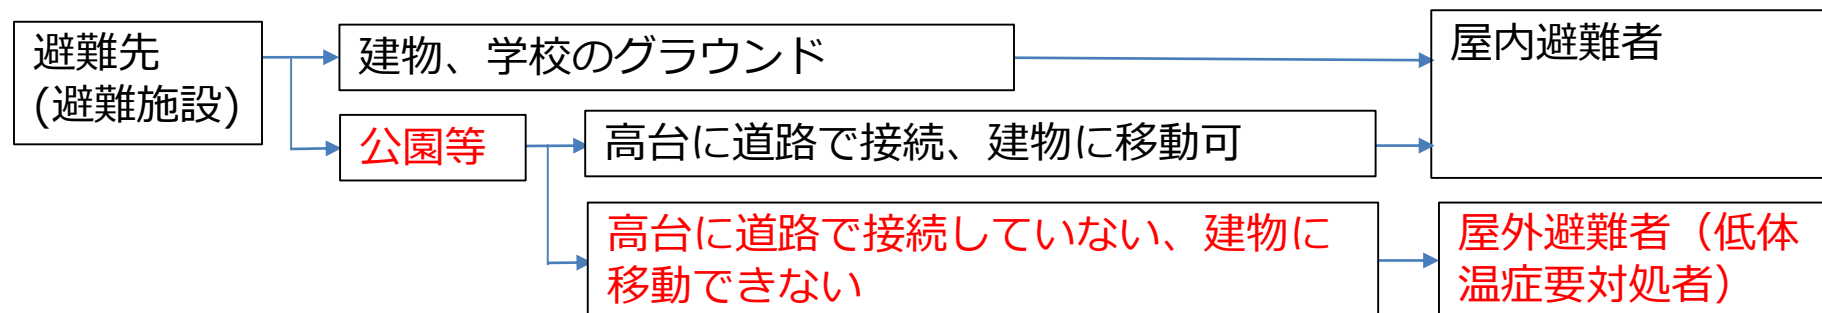 避難先
(避難施設)
建物、学校のグラウンド
屋内避難者
公園等
高台に道路で接続、建物に移動可
高台に道路で接続していない、建物に
移動できない
屋外避難者（低体
温症要対処者）